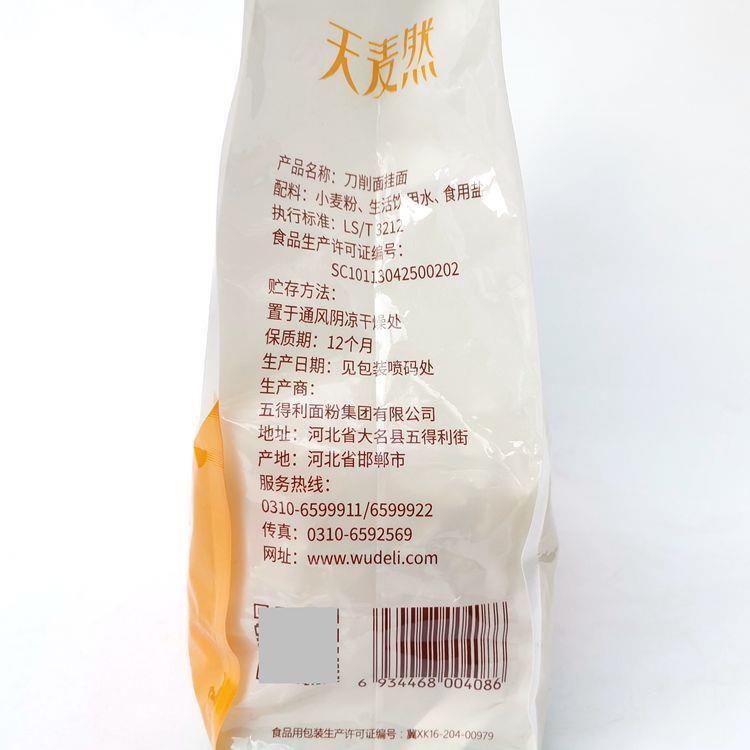 天麦然
产品名称：刀削面挂面
配料：小麦粉、生活饮用水、食用盐
执行标准：LS/T 3212
食品生产许可证编号：
SC10113042500202
贮存方法：
置于通风阴凉干燥处
保质期：12个月
生产日期：见包装喷码处
生产商：
五得利面粉集团有限公司
地址：河北省大名县五得利街
产地：河北省邯郸市
服务热线：
0310-6599911/6599922
传真：0310-6592569
网址：www.wudeli.com
6 934468 004086
食品用包装生产许可证编号：冀XK16-204-00979